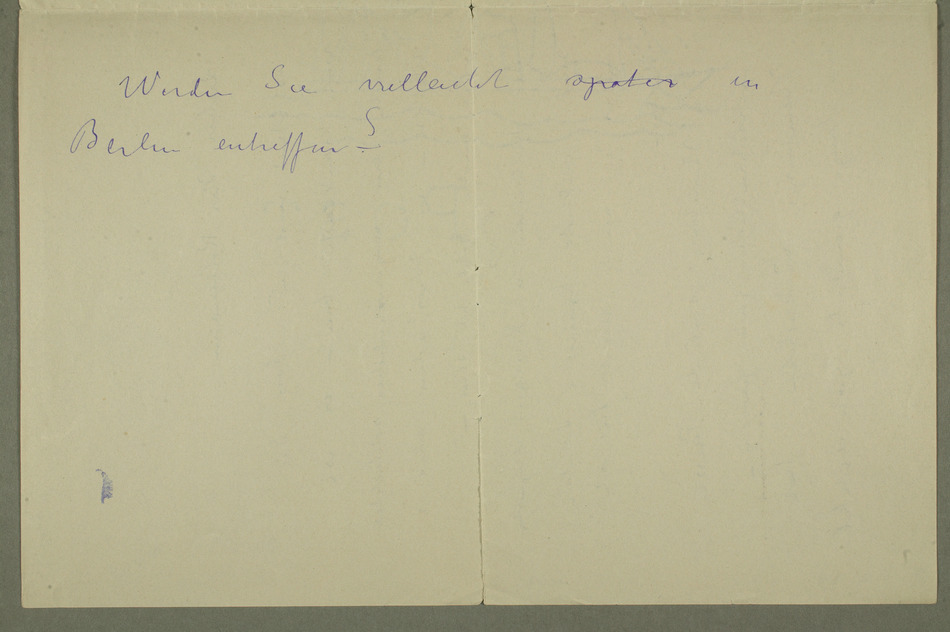 Werden Sie vielleicht später in
Berlin eintreffen?